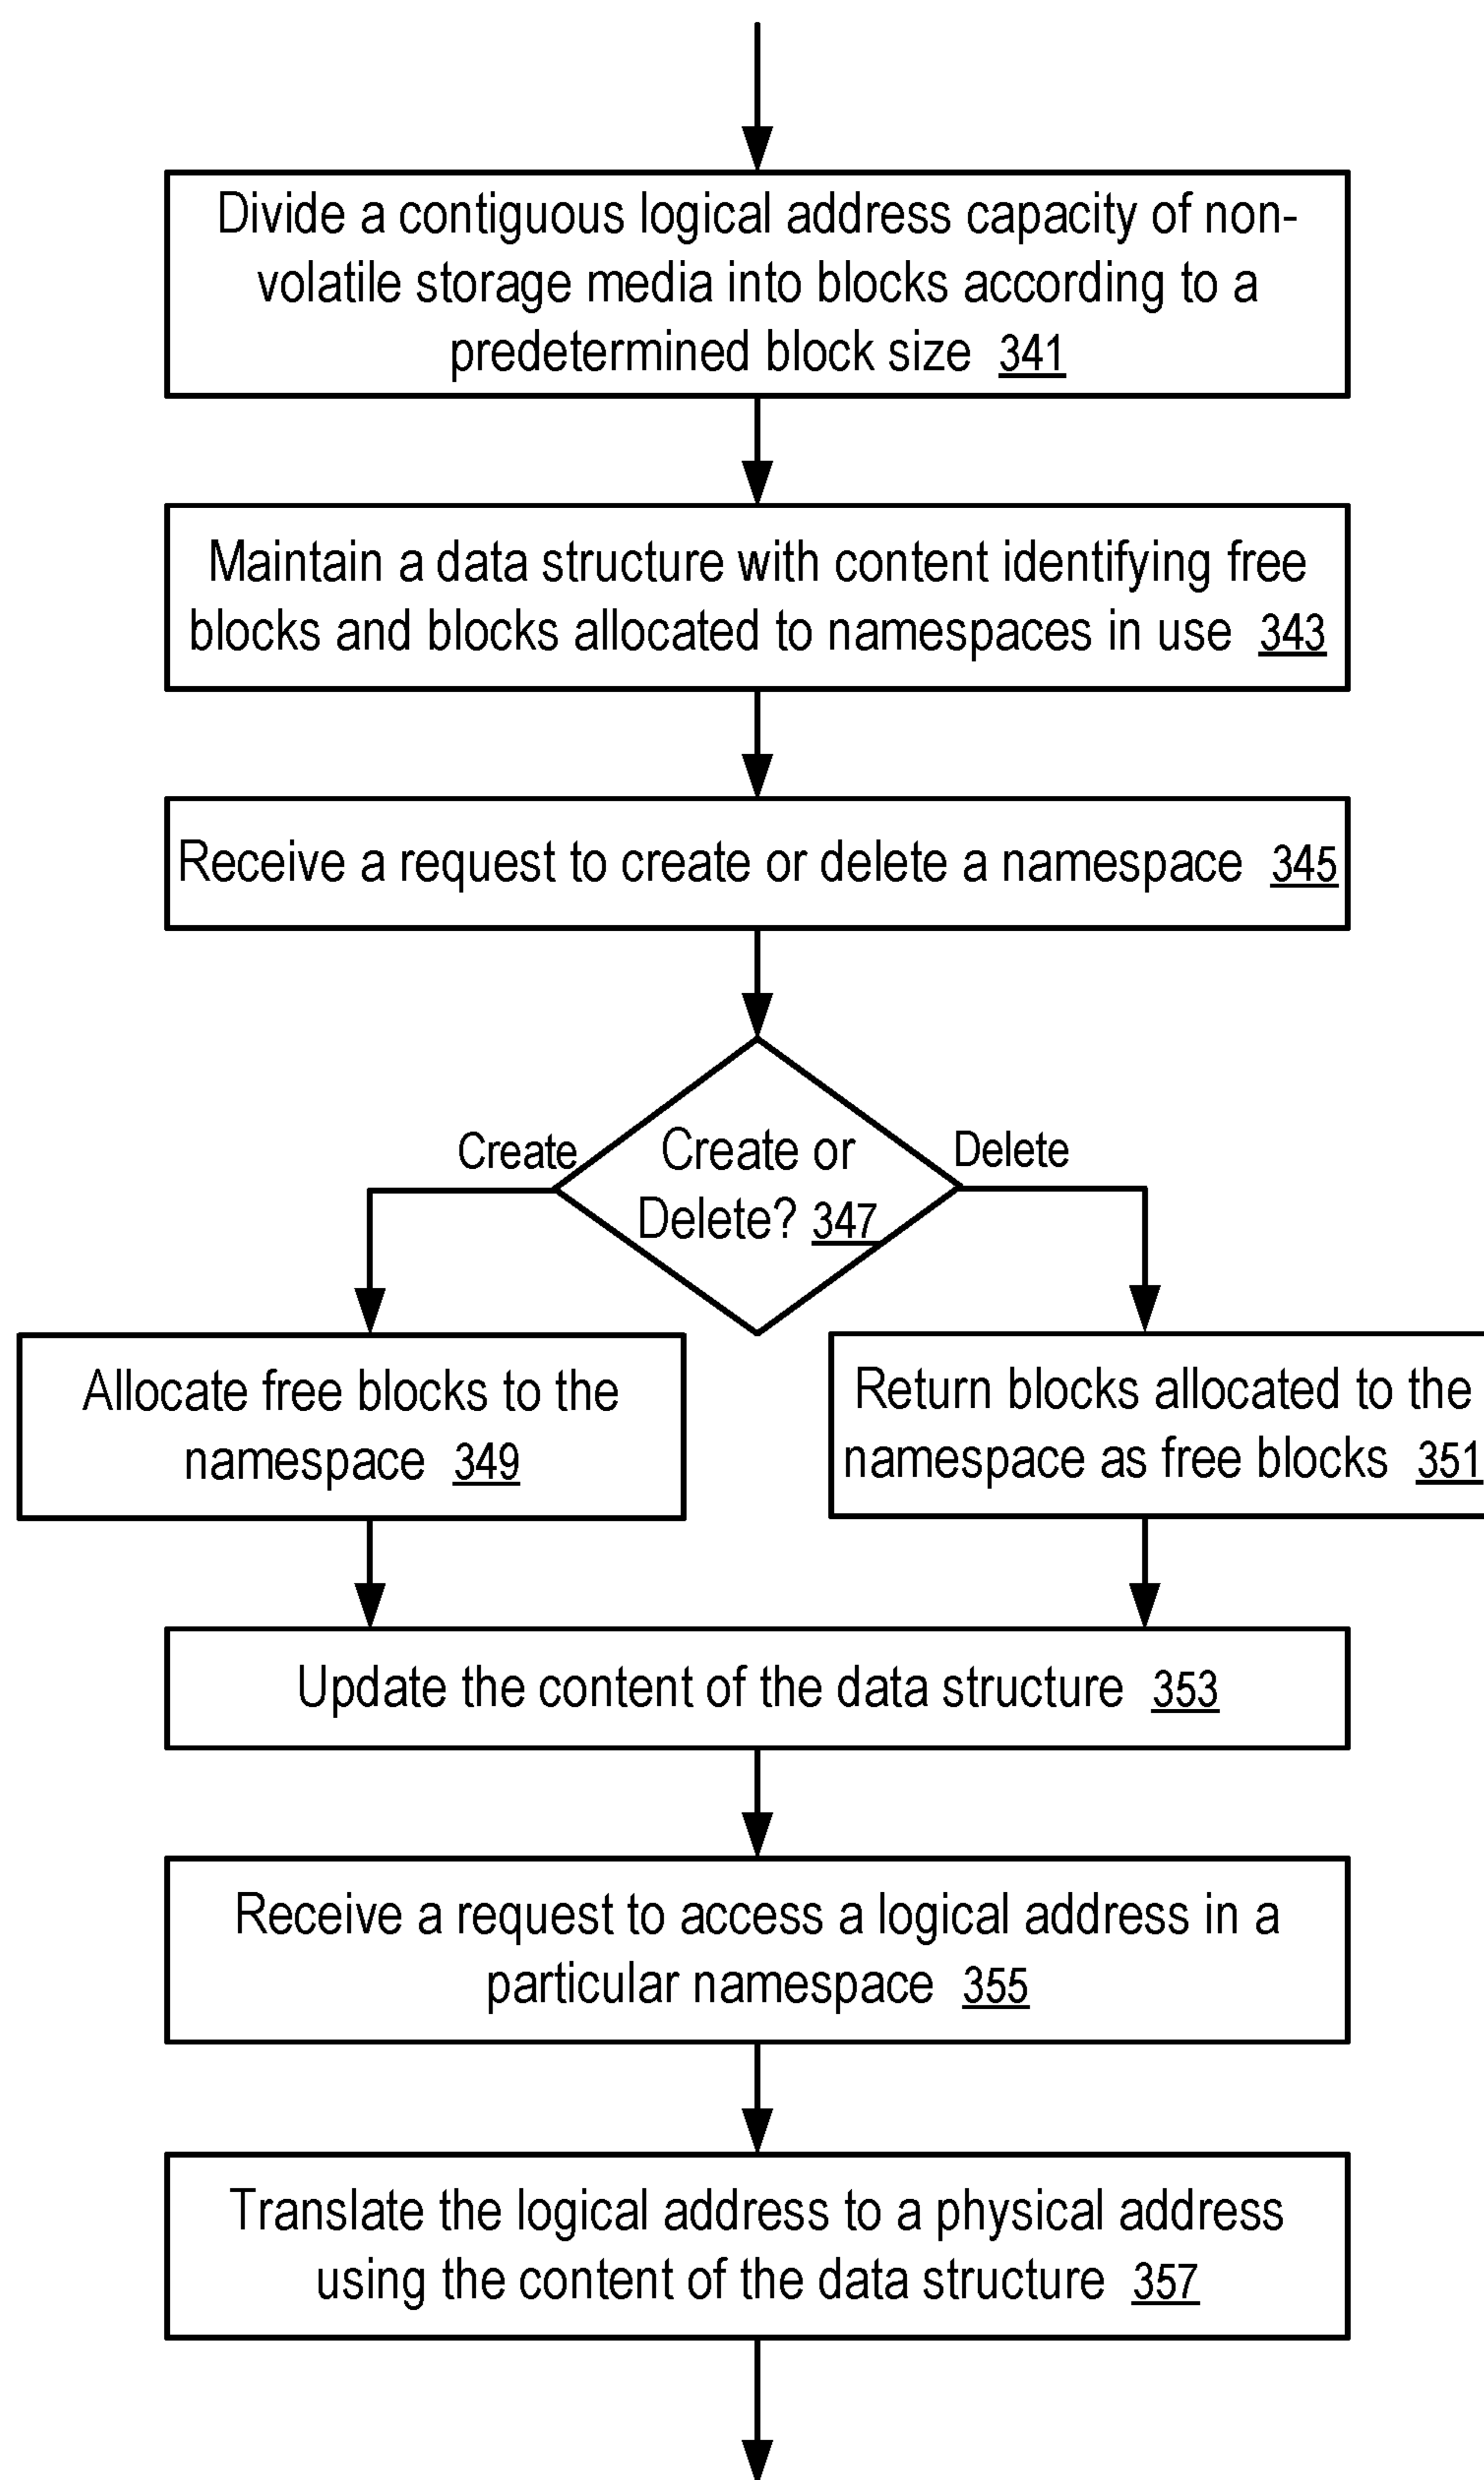 Divide a contiguous logical address capacity of non-
volatile storage media into blocks according to a
predetermined block size 341
Maintain a data structure with content identifying free
blocks and blocks allocated to namespaces in use 343
Receive a request to create or delete a namespace 345
Create
Create or
Delete? 347
Delete
Allocate free blocks to the
namespace 349
Return blocks allocated to the
namespace as free blocks 351
Update the content of the data structure 353
Receive a request to access a logical address in a
particular namespace 355
Translate the logical address to a physical address
using the content of the data structure 357